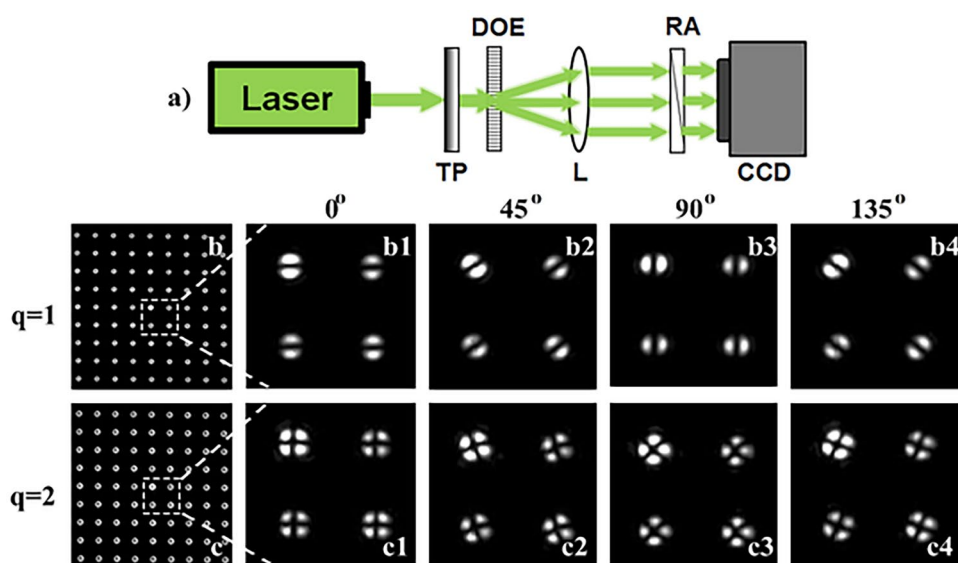 a)
Laser
TP
DOE
L
RA
CCD
0° 45° 90° 135°
q=1
b b1 b2 b3 b4
q=2
c c1 c2 c3 c4